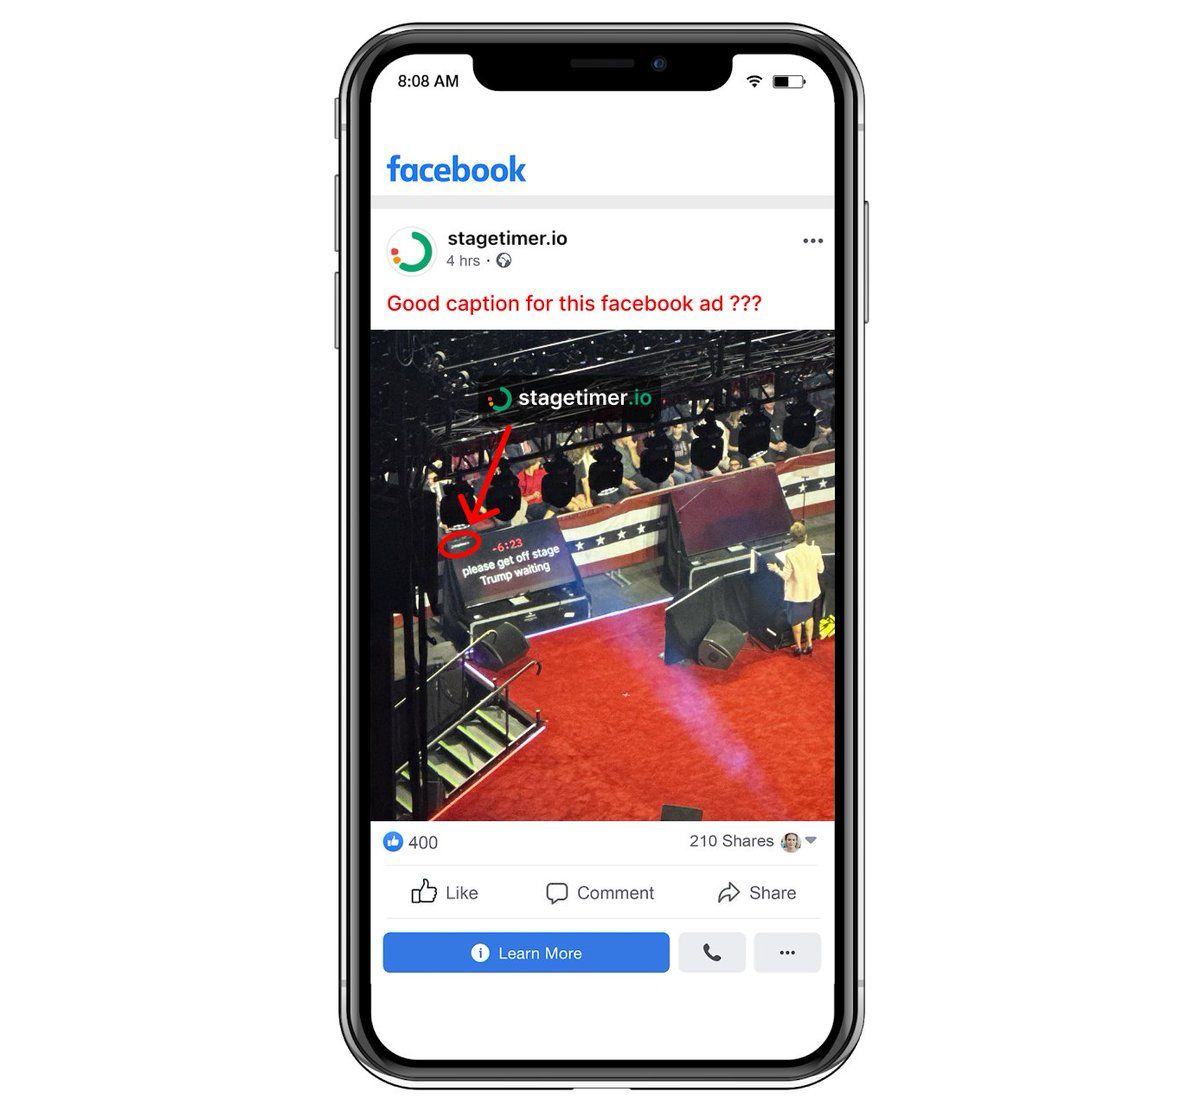 8:08 AM
facebook
stagetimer.io
4 hrs
Good caption for this facebook ad ???
stagetimer.io
-6:23
please get off stage
Trump waiting
400
210 Shares
Like
Comment
Share
Learn More